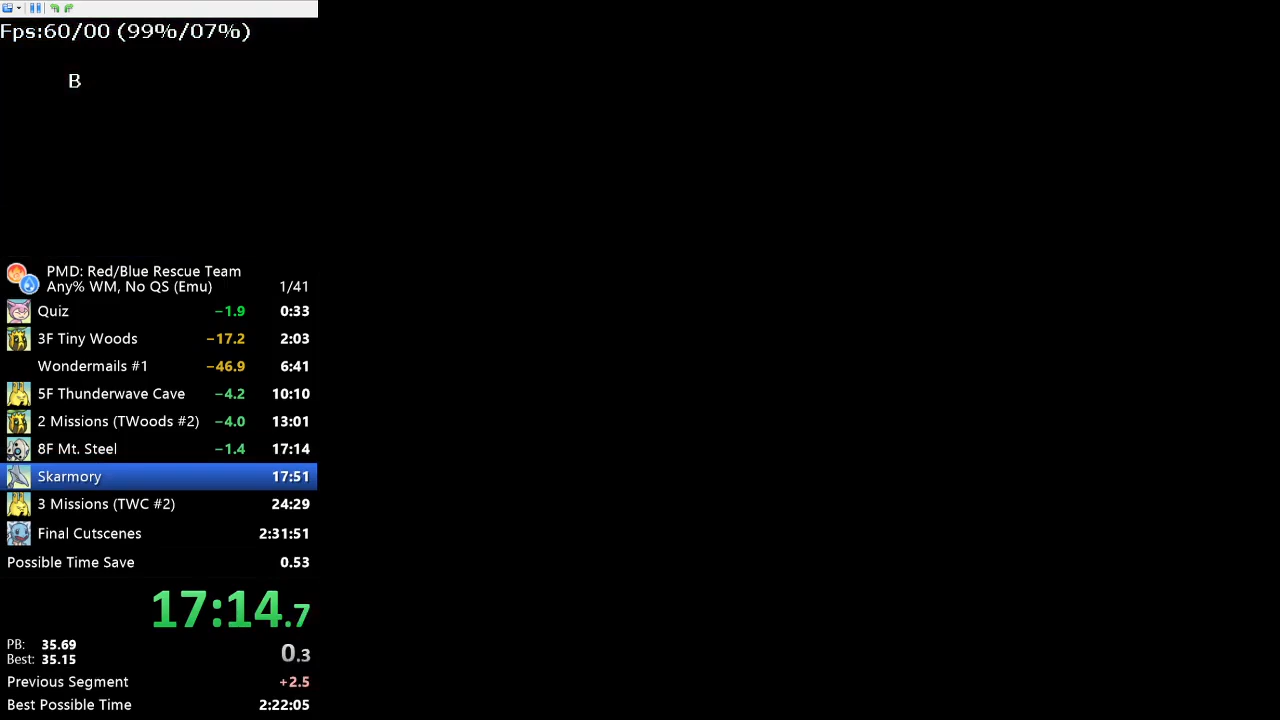 Fps:60/00 (99%/07%)
B
PMD: Red/Blue Rescue Team
Any% WM, No QS (Emu) 1/41
Quiz −1.9 0:33
3F Tiny Woods −17.2 2:03
Wondermails #1 −46.9 6:41
5F Thunderwave Cave −4.2 10:10
2 Missions (TWoods #2) −4.0 13:01
8F Mt. Steel −1.4 17:14
Skarmory 17:51
3 Missions (TWC #2) 24:29
Final Cutscenes 2:31:51
Possible Time Save 0.53
17:14.7
PB: 35.69
Best: 35.15
0.3
Previous Segment +2.5
Best Possible Time 2:22:05